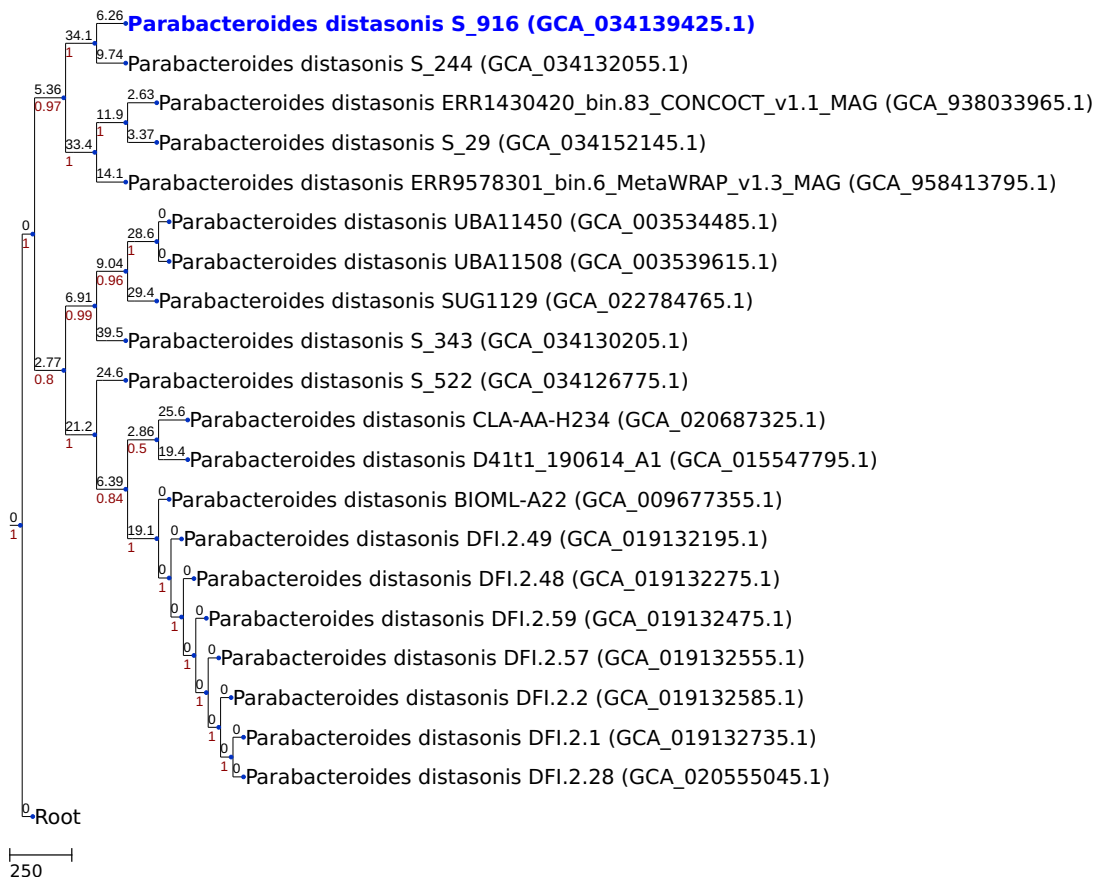 6.26
Parabacteroides distasonis S_916 (GCA_034139425.1)
34.1
1
9.74
Parabacteroides distasonis S_244 (GCA_034132055.1)
5.36
0.97
2.63
Parabacteroides distasonis ERR1430420_bin.83_CONCOCT_v1.1_MAG (GCA_938033965.1)
11.9
1
3.37
Parabacteroides distasonis S_29 (GCA_034152145.1)
33.4
1
14.1
Parabacteroides distasonis ERR9578301_bin.6_MetaWRAP_v1.3_MAG (GCA_958413795.1)
0
1
0
Parabacteroides distasonis UBA11450 (GCA_003534485.1)
28.6
1
0
Parabacteroides distasonis UBA11508 (GCA_003539615.1)
9.04
0.96
29.4
Parabacteroides distasonis SUG1129 (GCA_022784765.1)
6.91
0.99
39.5
Parabacteroides distasonis S_343 (GCA_034130205.1)
2.77
0.8
24.6
Parabacteroides distasonis S_522 (GCA_034126775.1)
21.2
1
25.6
Parabacteroides distasonis CLA-AA-H234 (GCA_020687325.1)
2.86
0.5
19.4
Parabacteroides distasonis D41t1_190614_A1 (GCA_015547795.1)
6.39
0.84
0
Parabacteroides distasonis BIOML-A22 (GCA_009677355.1)
19.1
1
0
1
0
Parabacteroides distasonis DFI.2.49 (GCA_019132195.1)
0
1
0
Parabacteroides distasonis DFI.2.48 (GCA_019132275.1)
0
1
0
Parabacteroides distasonis DFI.2.59 (GCA_019132475.1)
0
1
0
Parabacteroides distasonis DFI.2.57 (GCA_019132555.1)
0
1
0
Parabacteroides distasonis DFI.2.2 (GCA_019132585.1)
0
1
0
Parabacteroides distasonis DFI.2.1 (GCA_019132735.1)
0
1
0
Parabacteroides distasonis DFI.2.28 (GCA_020555045.1)
0
Root
250